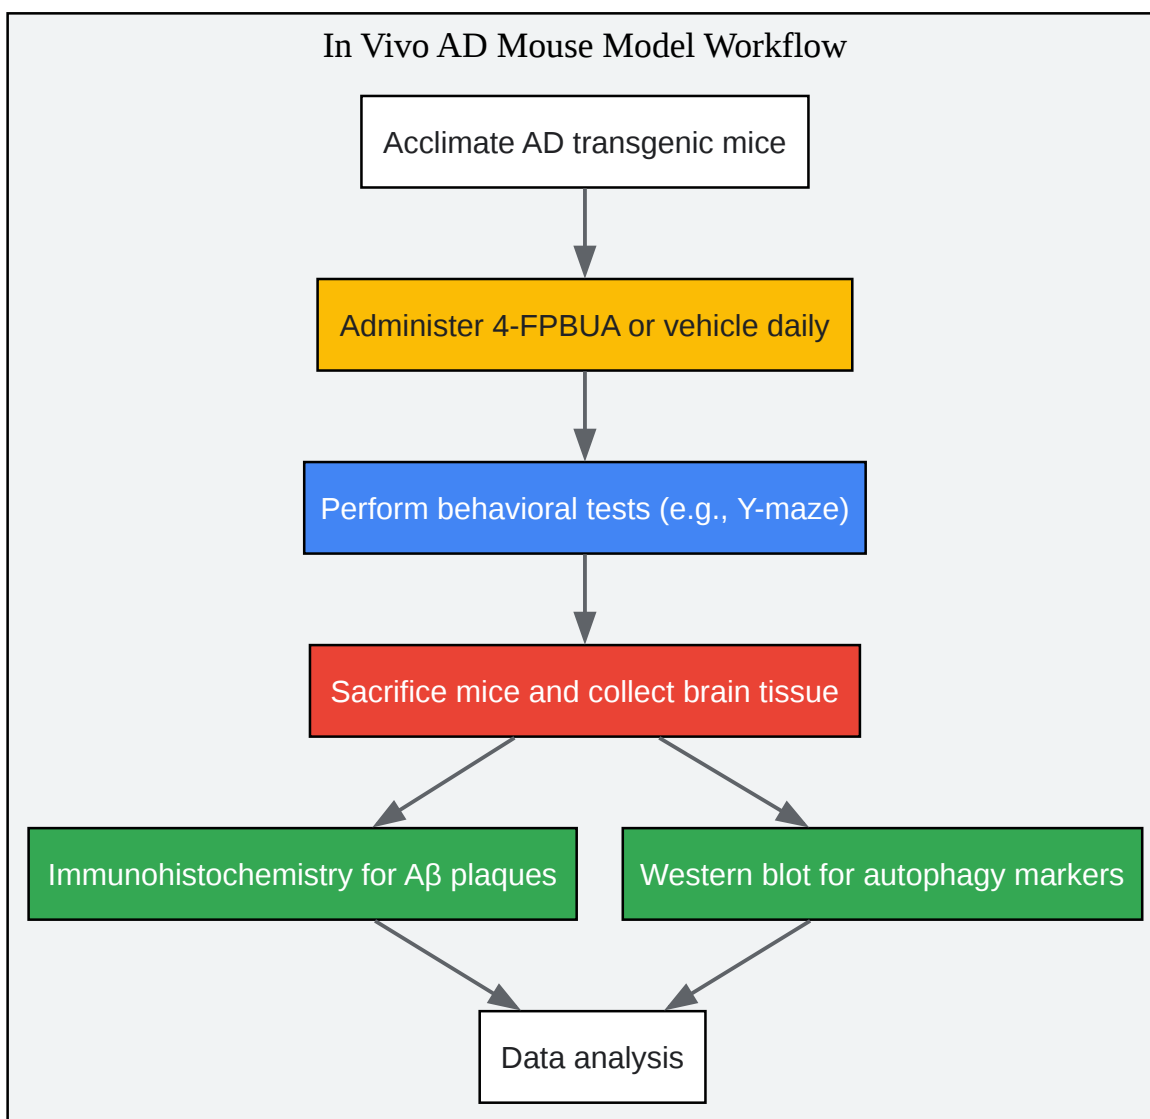 In Vivo AD Mouse Model Workflow
Acclimate AD transgenic mice
Administer 4-FPBUA or vehicle daily
Perform behavioral tests (e.g., Y-maze)
Sacrifice mice and collect brain tissue
Immunohistochemistry for Aβ plaques
Western blot for autophagy markers
Data analysis